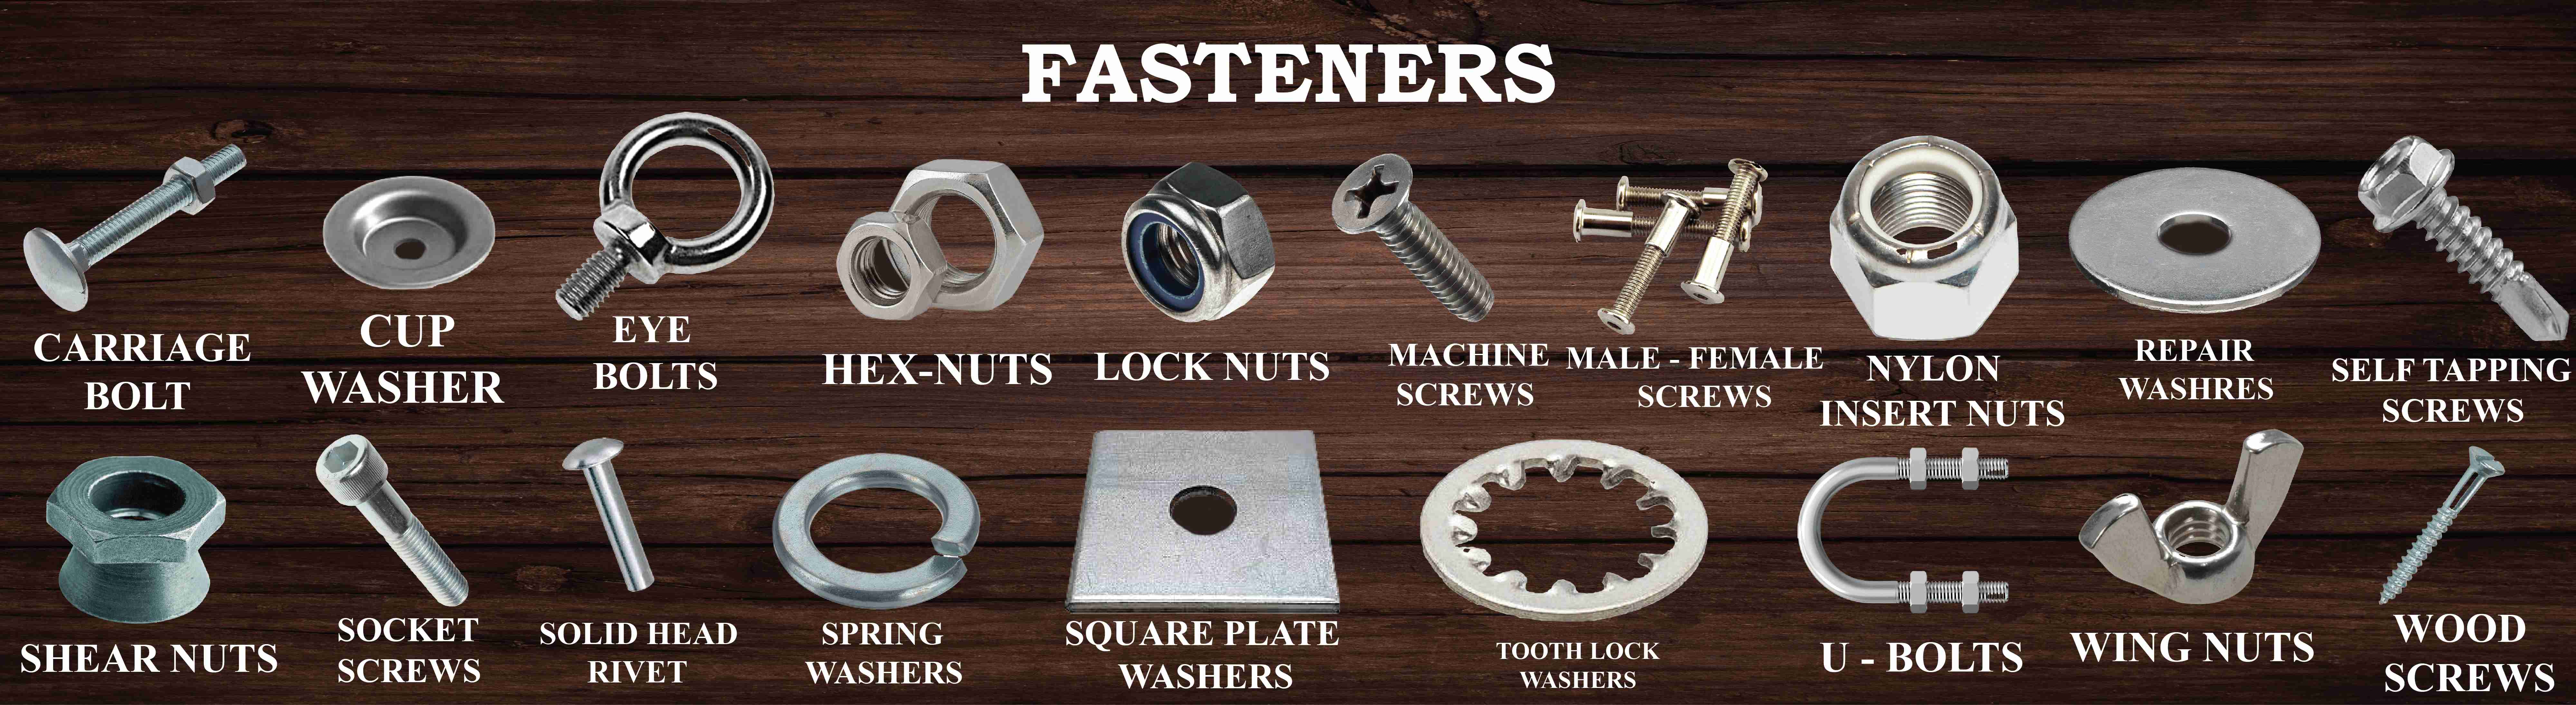 FASTENERS
CARRIAGE
BOLT
CUP
WASHER
EYE
BOLTS
HEX-NUTS
LOCK NUTS
MACHINE
SCREWS
MALE - FEMALE
SCREWS
NYLON
INSERT NUTS
REPAIR
WASHRES
SELF TAPPING
SCREWS
SHEAR NUTS
SOCKET
SCREWS
SOLID HEAD
RIVET
SPRING
WASHERS
SQUARE PLATE
WASHERS
TOOTH LOCK
WASHERS
U - BOLTS
WING NUTS
WOOD
SCREWS